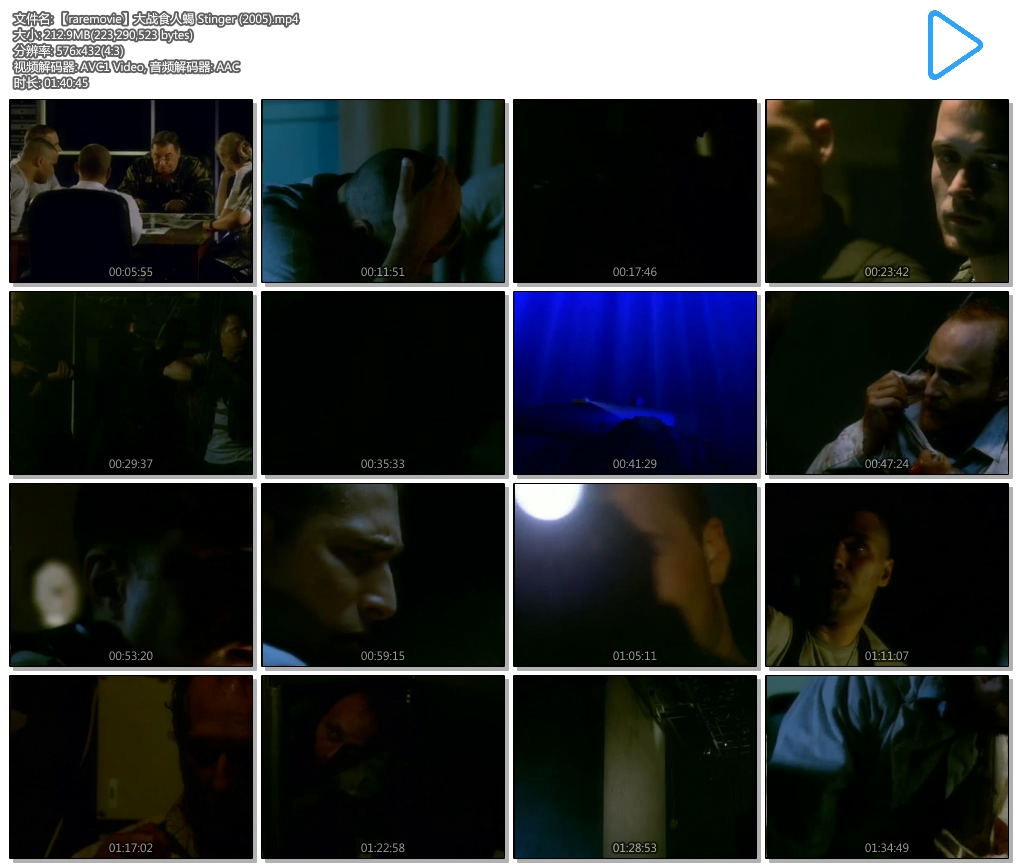 文件名: 【raremovie】大战食人蝎 Stinger (2005).mp4
大小: 212.9MB(223,290,523 bytes)
分辨率: 576x432(4:3)
视频解码器: AVC1 Video, 音频解码器: AAC
时长: 01:40:45
00:05:55 00:11:51 00:17:46 00:23:42
00:29:37 00:35:33 00:41:29 00:47:24
00:53:20 00:59:15 01:05:11 01:11:07
01:17:02 01:22:58 01:28:53 01:34:49